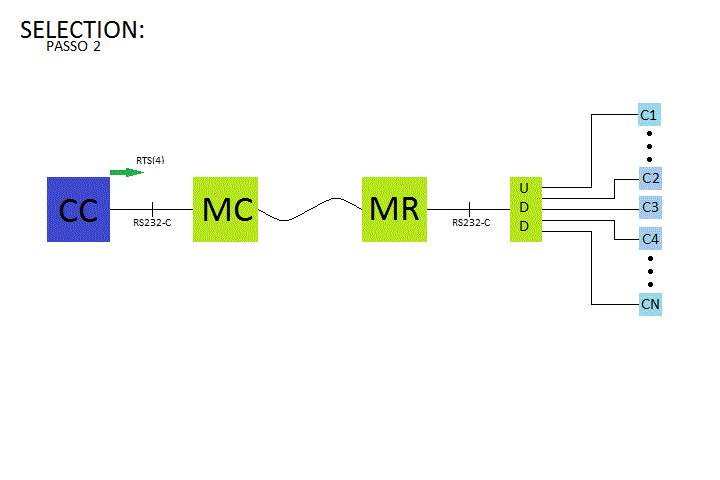 SELECTION:
PASSO 2
RTS(4)
CC
RS232-C
MC
MR
RS232-C
U
D
D
C1
C2
C3
C4
CN